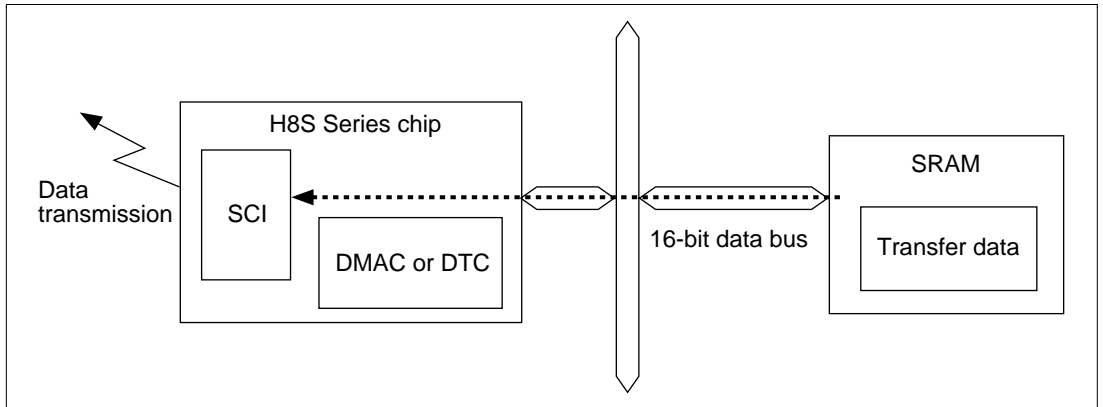 H8S Series chip
SRAM
Data
transmission
SCI
DMAC or DTC
16-bit data bus
Transfer data